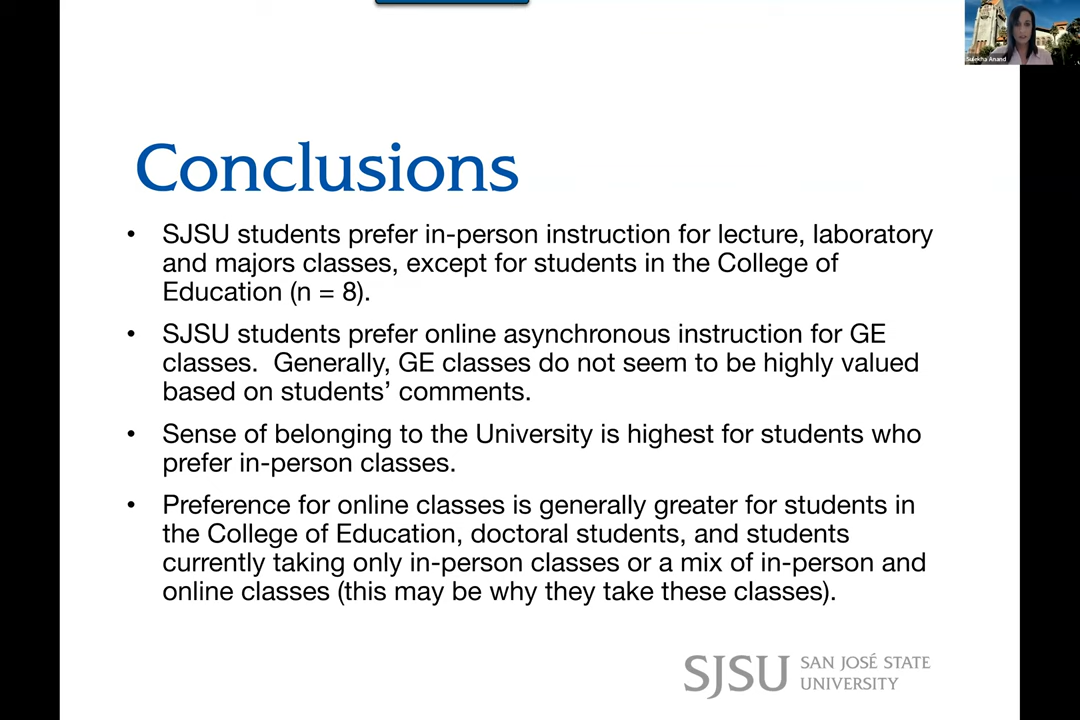 Sulekha Anand
Conclusions
• SJSU students prefer in-person instruction for lecture, laboratory
and majors classes, except for students in the College of
Education (n = 8).
• SJSU students prefer online asynchronous instruction for GE
classes.  Generally, GE classes do not seem to be highly valued
based on students’ comments.
• Sense of belonging to the University is highest for students who
prefer in-person classes.
• Preference for online classes is generally greater for students in
the College of Education, doctoral students, and students
currently taking only in-person classes or a mix of in-person and
online classes (this may be why they take these classes).
SJSU SAN JOSÉ STATE
UNIVERSITY